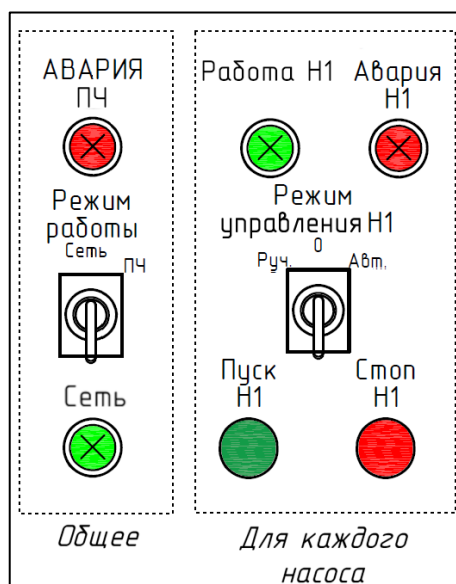 АВАРИЯ
ПЧ
Режим
работы
Сеть
ПЧ
Сеть
Общее
Работа Н1
Авария
Н1
Режим
управления Н1
0
Руч.
Авт.
Пуск
Н1
Стоп
Н1
Для каждого
насоса